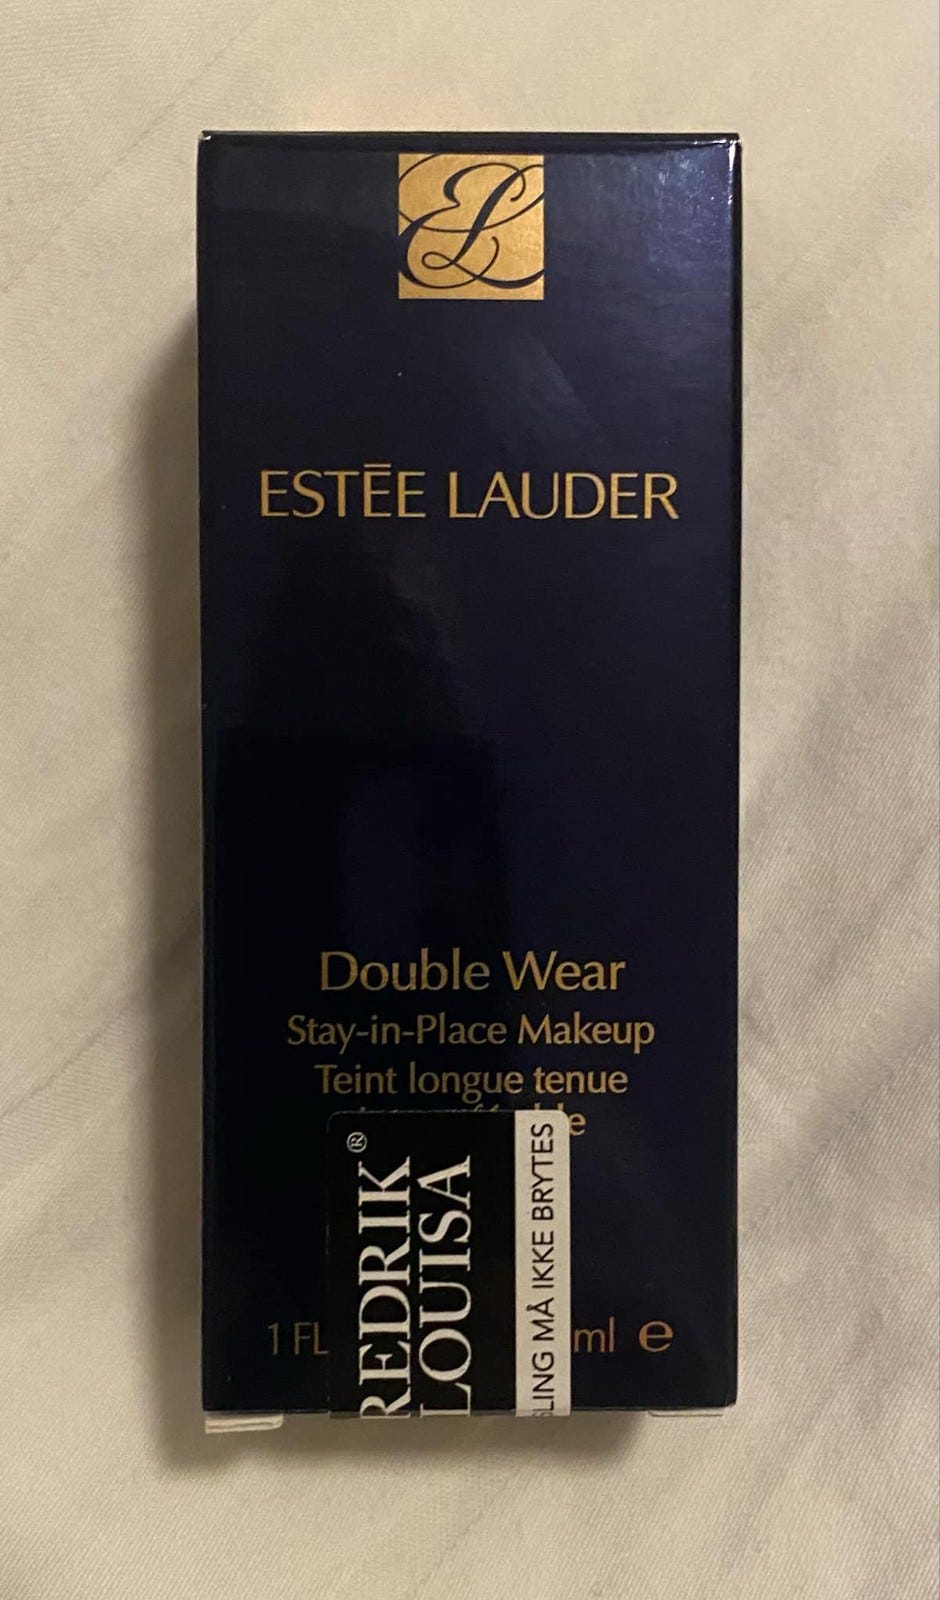 ESTĒE LAUDER
Double Wear
Stay-in-Place Makeup
Teint longue tenue
REDRIK®
LOUISA
LING MÅ IKKE BRYTES
1 FL
ml e